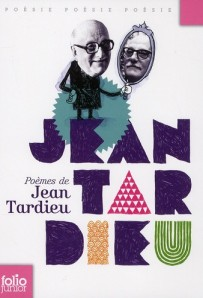 POÉSIE POÉSIE POÉSIE
JEAN
Poèmes de
Jean
Tardieu
TAR
DIEU
folio
junior